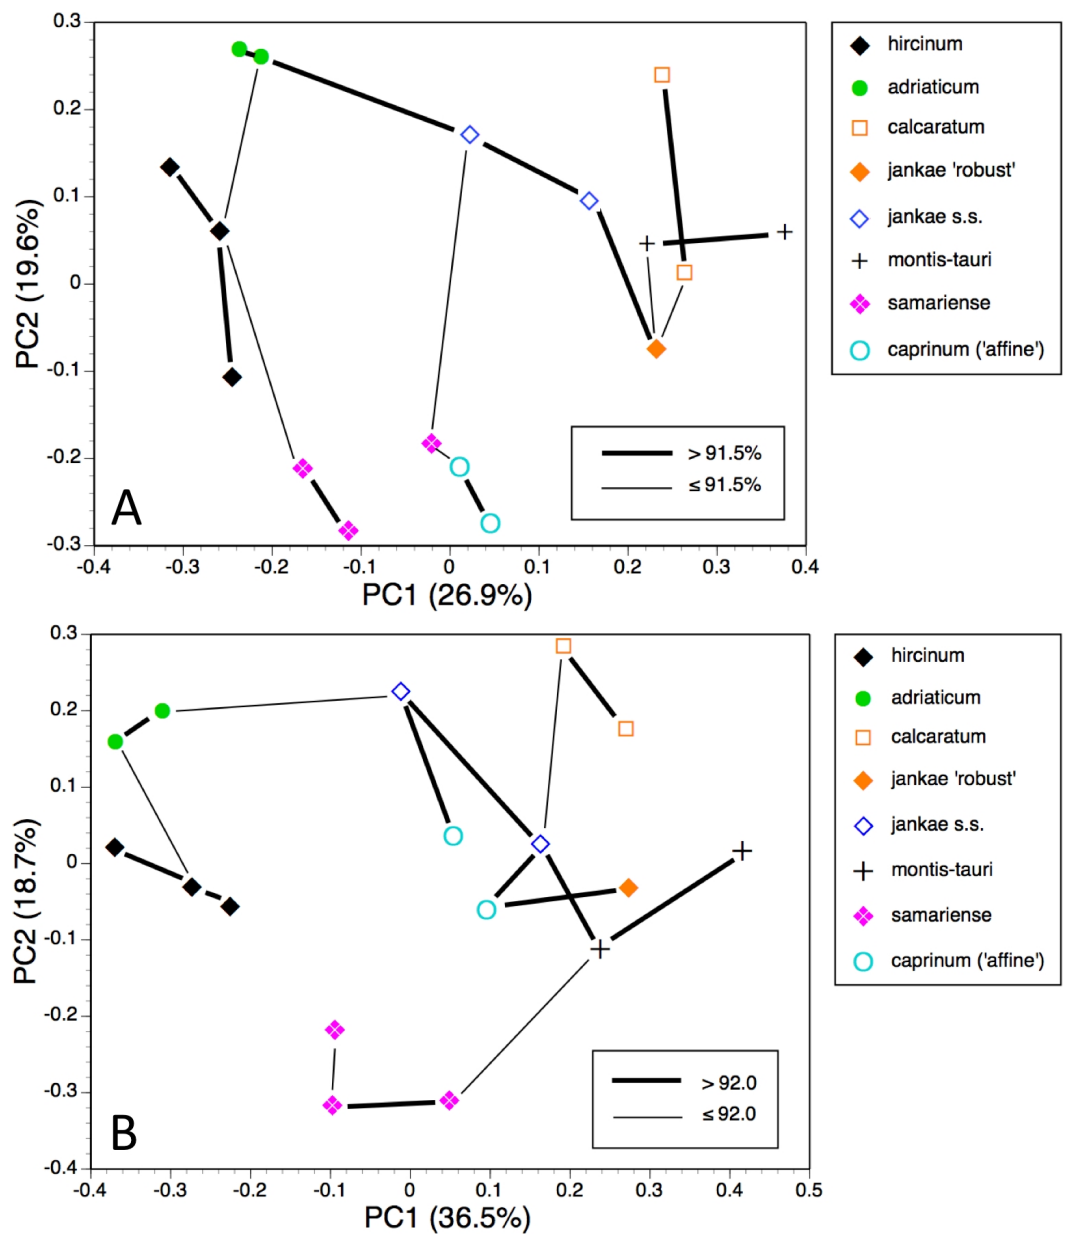 0.3
0.2
0.1
0
-0.1
-0.2
-0.3
PC2 (19.6%)
A
> 91.5%
≤ 91.5%
-0.4 -0.3 -0.2 -0.1 0 0.1 0.2 0.3 0.4
PC1 (26.9%)
hircinum
adriaticum
calcaratum
jankae 'robust'
jankae s.s.
montis-tauri
samariense
caprinum ('affine')
0.3
0.2
0.1
0
-0.1
-0.2
-0.3
-0.4
PC2 (18.7%)
B
> 92.0
≤ 92.0
-0.4 -0.3 -0.2 -0.1 0 0.1 0.2 0.3 0.4 0.5
PC1 (36.5%)
hircinum
adriaticum
calcaratum
jankae 'robust'
jankae s.s.
montis-tauri
samariense
caprinum ('affine')